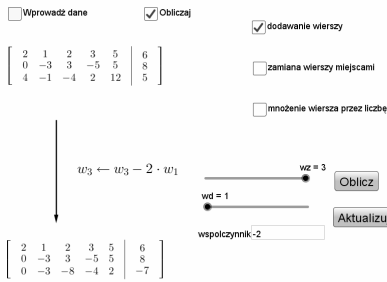 Wprowadź dane
Obliczaj
dodawanie wierszy
2 1 2 3 5 6
0 −3 3 −5 5 8
4 −1 −4 2 12 5
zamiana wierszy miejscami
mnożenie wiersza przez liczbę
w₃ ← w₃ − 2 · w₁
wz = 3
Oblicz
wd = 1
Aktualizu
wspolczynnik -2
2 1 2 3 5 6
0 −3 3 −5 5 8
0 −3 −8 −4 2 −7